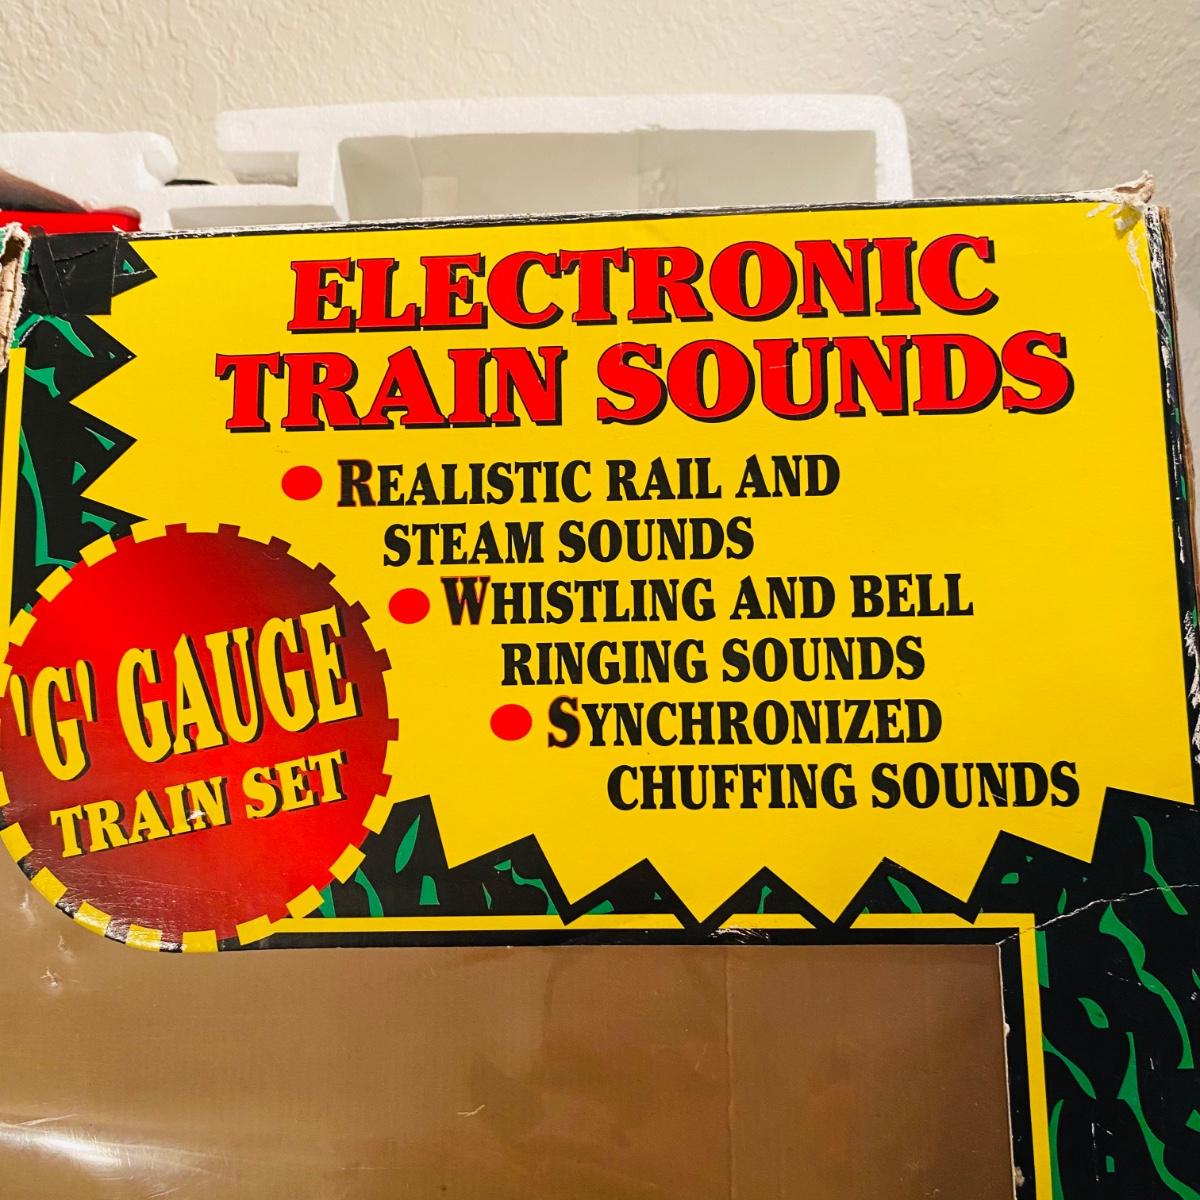 ELECTRONIC
TRAIN SOUNDS
• REALISTIC RAIL AND
STEAM SOUNDS
• WHISTLING AND BELL
RINGING SOUNDS
• SYNCHRONIZED
CHUFFING SOUNDS
'G' GAUGE
TRAIN SET